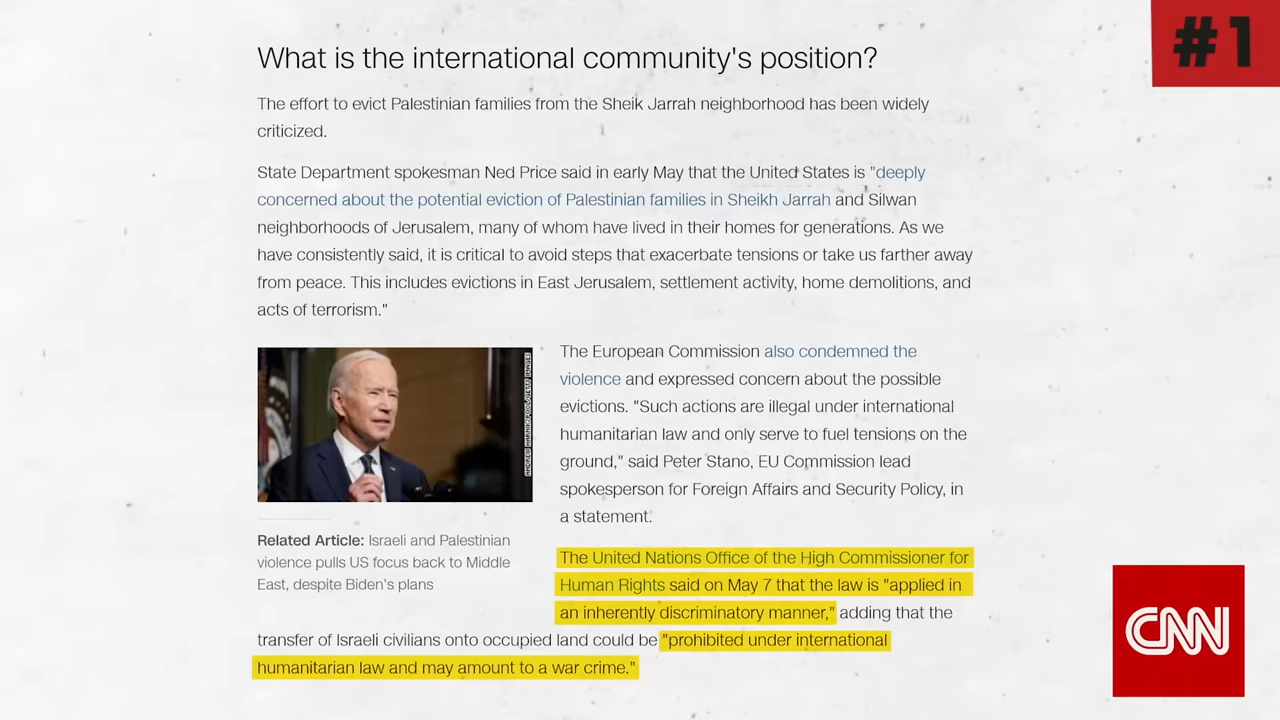 #1
What is the international community's position?
The effort to evict Palestinian families from the Sheik Jarrah neighborhood has been widely
criticized.
State Department spokesman Ned Price said in early May that the United States is "deeply
concerned about the potential eviction of Palestinian families in Sheikh Jarrah and Silwan
neighborhoods of Jerusalem, many of whom have lived in their homes for generations. As we
have consistently said, it is critical to avoid steps that exacerbate tensions or take us farther away
from peace. This includes evictions in East Jerusalem, settlement activity, home demolitions, and
acts of terrorism."
Related Article: Israeli and Palestinian
violence pulls US focus back to Middle
East, despite Biden's plans
The European Commission also condemned the
violence and expressed concern about the possible
evictions. "Such actions are illegal under international
humanitarian law and only serve to fuel tensions on the
ground," said Peter Stano, EU Commission lead
spokesperson for Foreign Affairs and Security Policy, in
a statement.
The United Nations Office of the High Commissioner for
Human Rights said on May 7 that the law is "applied in
an inherently discriminatory manner," adding that the
transfer of Israeli civilians onto occupied land could be "prohibited under international
humanitarian law and may amount to a war crime."
CNN